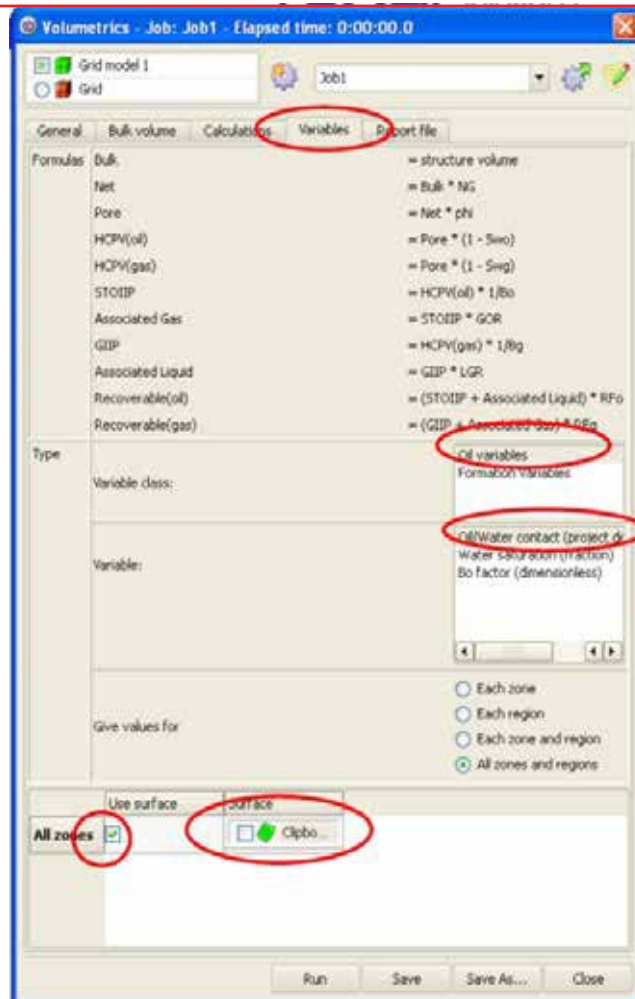 Volumetrics - Job: Job1 - Elapsed time: 0:00:00.0
Grid model 1
Grid
Job1
General Bulk volume Calculations Variables Report file
Formulas Bulk = structure volume
Net = Bulk * NG
Pore = Net * phi
HCPV(oil) = Pore * (1 - Swo)
HCPV(gas) = Pore * (1 - Swg)
STOIIP = HCPV(oil) * 1/Bo
Associated Gas = STOIIP * GOR
GIIP = HCPV(gas) * 1/Bg
Associated Liquid = GIIP * LGR
Recoverable(oil) = (STOIIP + Associated Liquid) * RFo
Recoverable(gas) = (GIIP + Associated Gas) * RFg
Type
Oil variables
Formation Variables
Variable class:
Oil/Water contact (project de
Water saturation (fraction)
Bo factor (dimensionless)
Variable:
Each zone
Each region
Give values for
Each zone and region
All zones and regions
Use surface Surface
All zones Clipbo...
Run Save Save As... Close